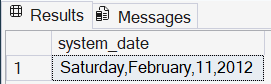 Results Messages
system_date
1 Saturday,February,11,2012